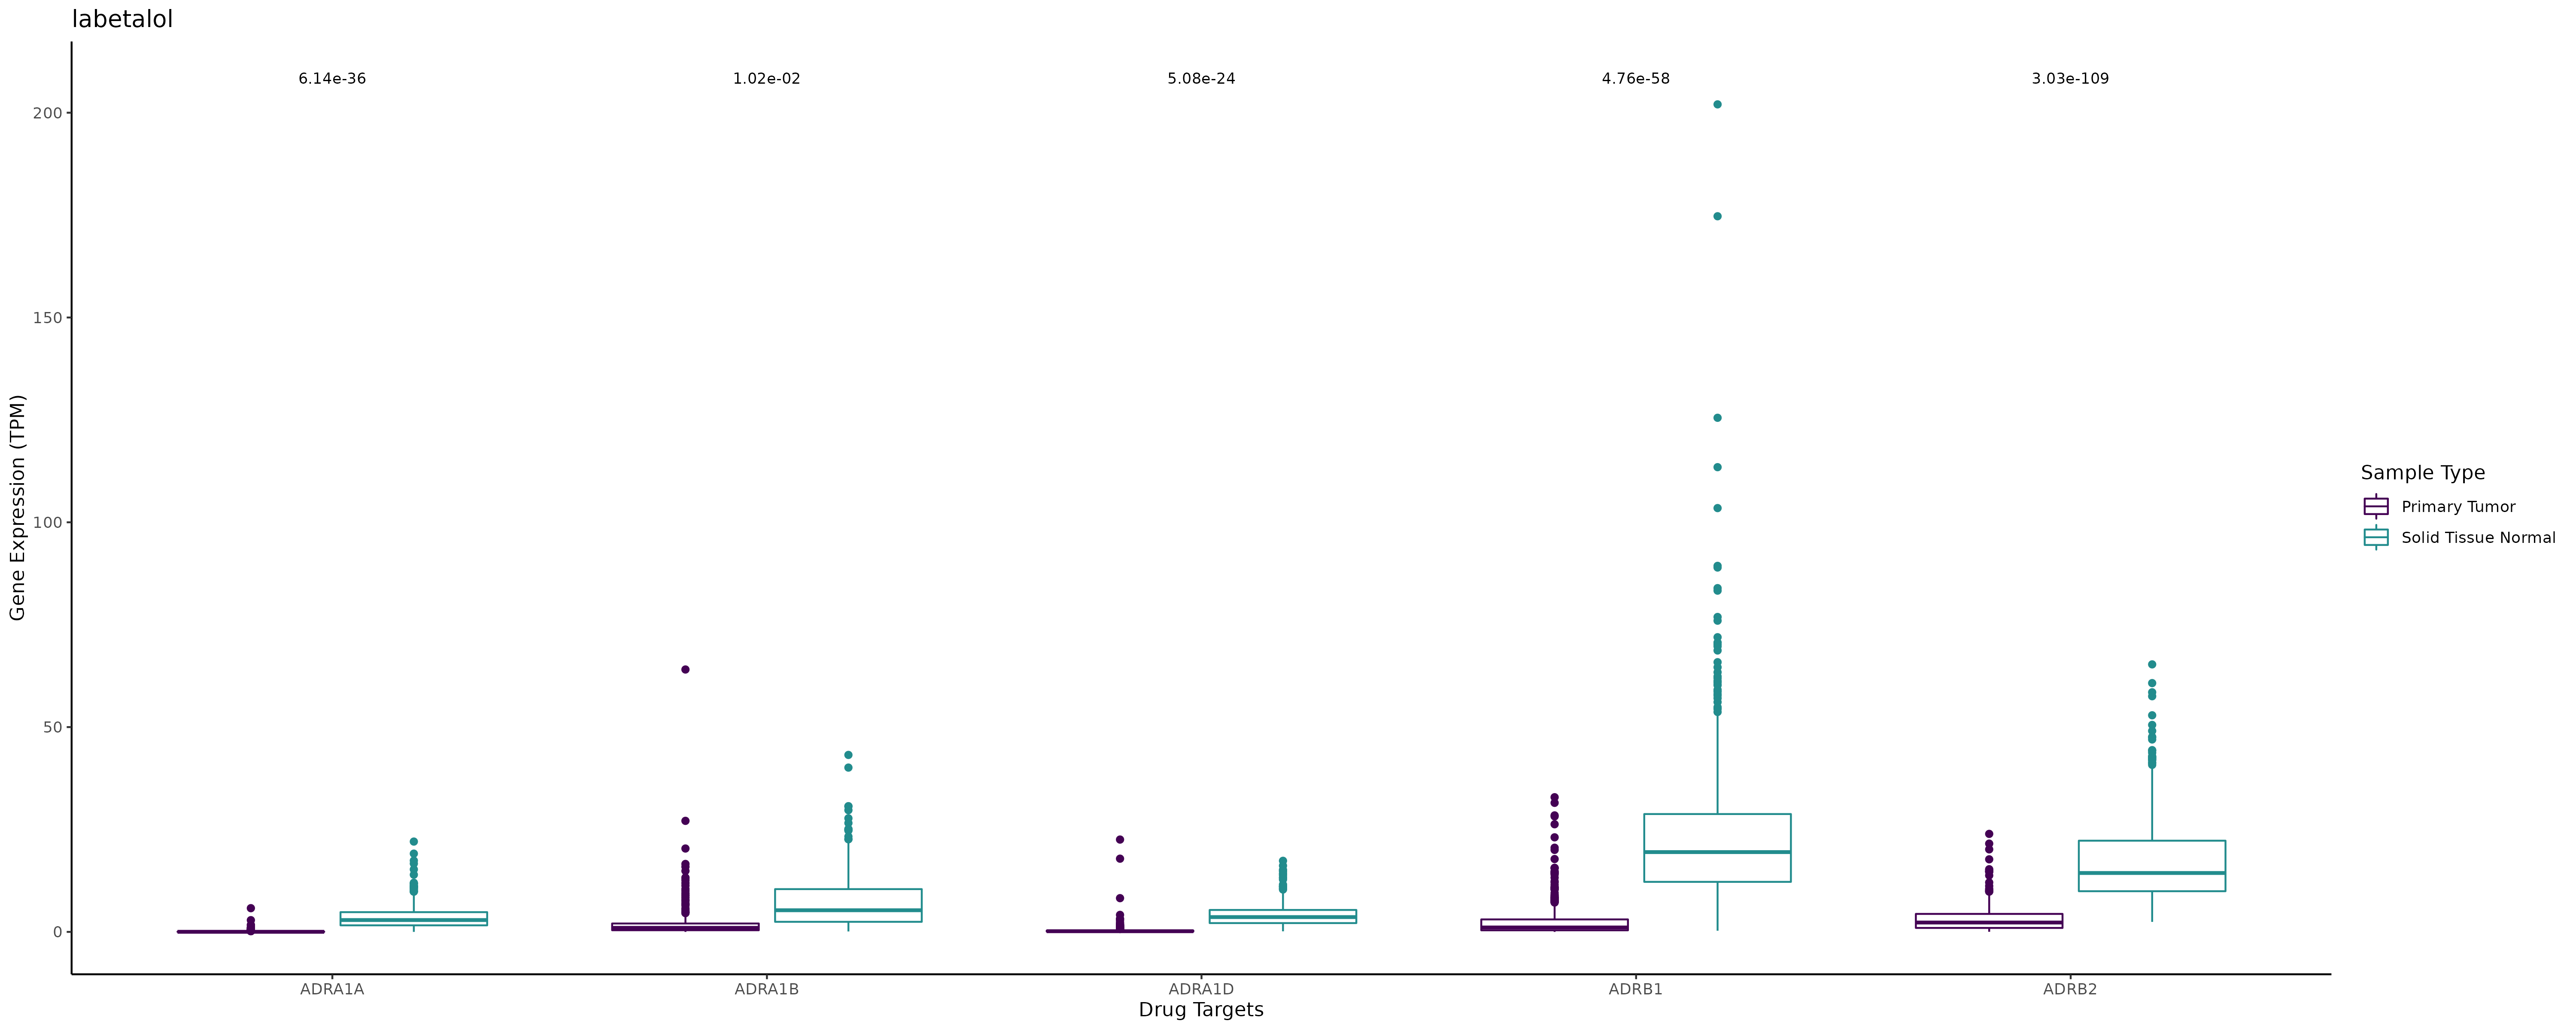 labetalol
6.14e-36 1.02e-02 5.08e-24 4.76e-58 3.03e-109
200
150
100
50
0
Gene Expression (TPM)
ADRA1A ADRA1B ADRA1D ADRB1 ADRB2
Drug Targets
Sample Type
Primary Tumor
Solid Tissue Normal